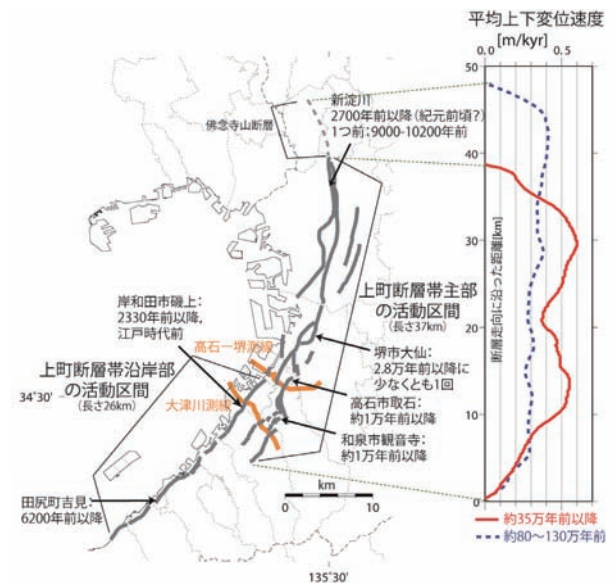 平均上下変位速度
[m/kyr]
0.0
0.5
50
40
30
20
10
0
断層走向に沿った距離[km]
新淀川
2700年前以降(紀元前頃?)
1つ前:9000-10200年前
佛念寺山断層
上町断層帯主部
の活動区間
(長さ37km)
岸和田市磯上:
2330年前以降,
江戸時代前
高石ー堺測線
上町断層帯沿岸部
の活動区間
(長さ26km)
大津川測線
堺市大仙:
2.8万年前以降に
少なくとも1回
高石市取石:
約1万年前以降
和泉市観音寺:
約1万年前以降
34°30'
田尻町吉見:
6200年前以降
km
0
10
135°30'
約35万年前以降
約80～130万年前